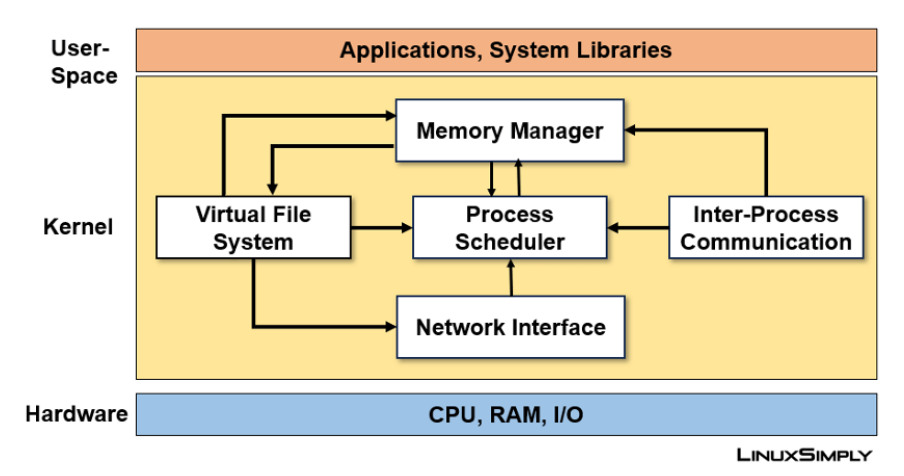 User-
Space
Applications, System Libraries
Memory Manager
Kernel
Virtual File
System
Process
Scheduler
Inter-Process
Communication
Network Interface
Hardware
CPU, RAM, I/O
LINUXSIMPLY